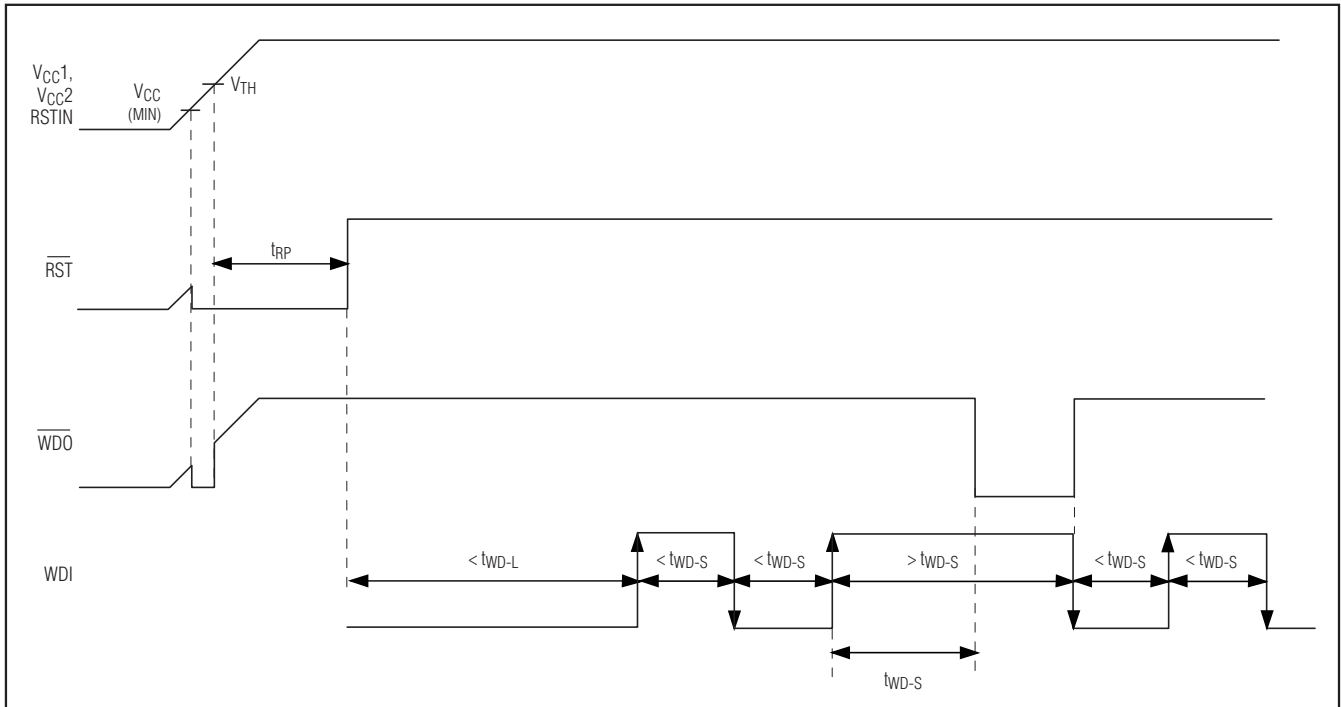 VCC1,
VCC2
RSTIN
VCC
(MIN)
VTH
RST
tRP
WDO
WDI
< tWD-L
< tWD-S
< tWD-S
> tWD-S
< tWD-S
< tWD-S
tWD-S